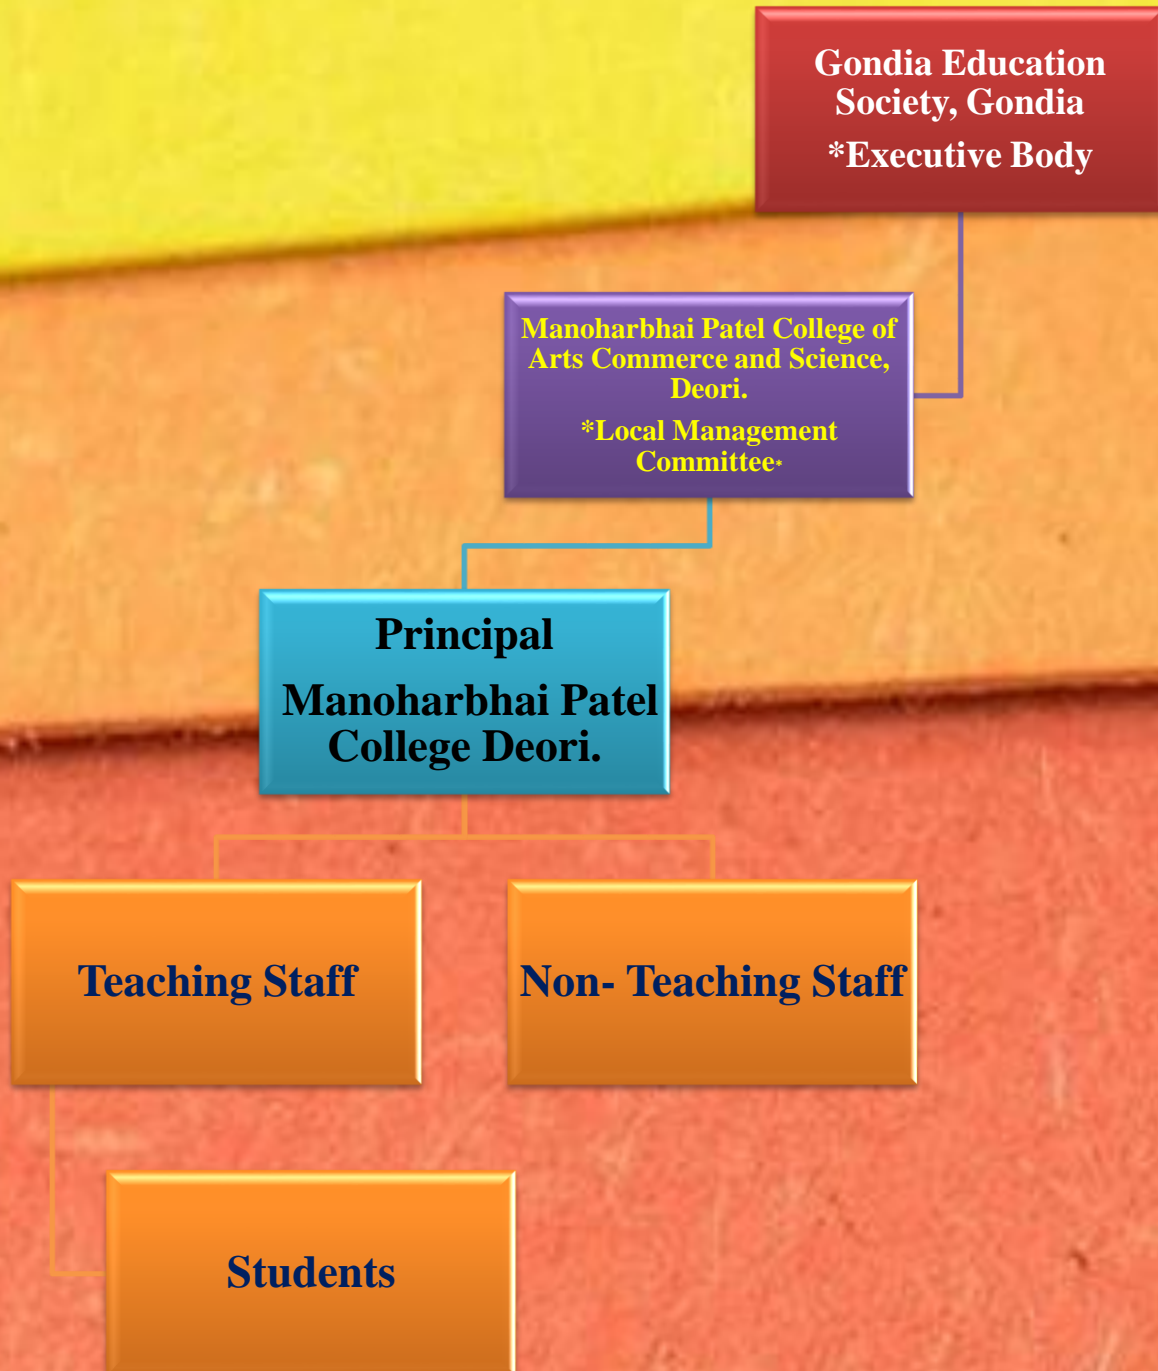 Gondia Education
Society, Gondia
*Executive Body
Manoharbhai Patel College of
Arts Commerce and Science,
Deori.
*Local Management
Committee*
Principal
Manoharbhai Patel
College Deori.
Teaching Staff
Non- Teaching Staff
Students